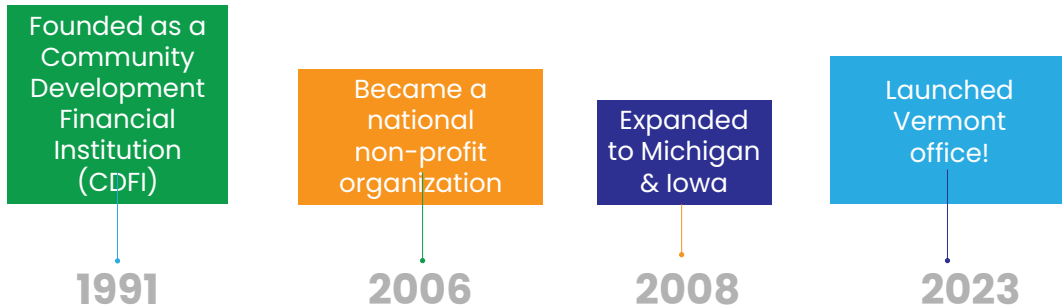 Founded as a
Community
Development
Financial
Institution
(CDFI)
1991
Became a
national
non-profit
organization
2006
Expanded
to Michigan
& Iowa
2008
Launched
Vermont
office!
2023